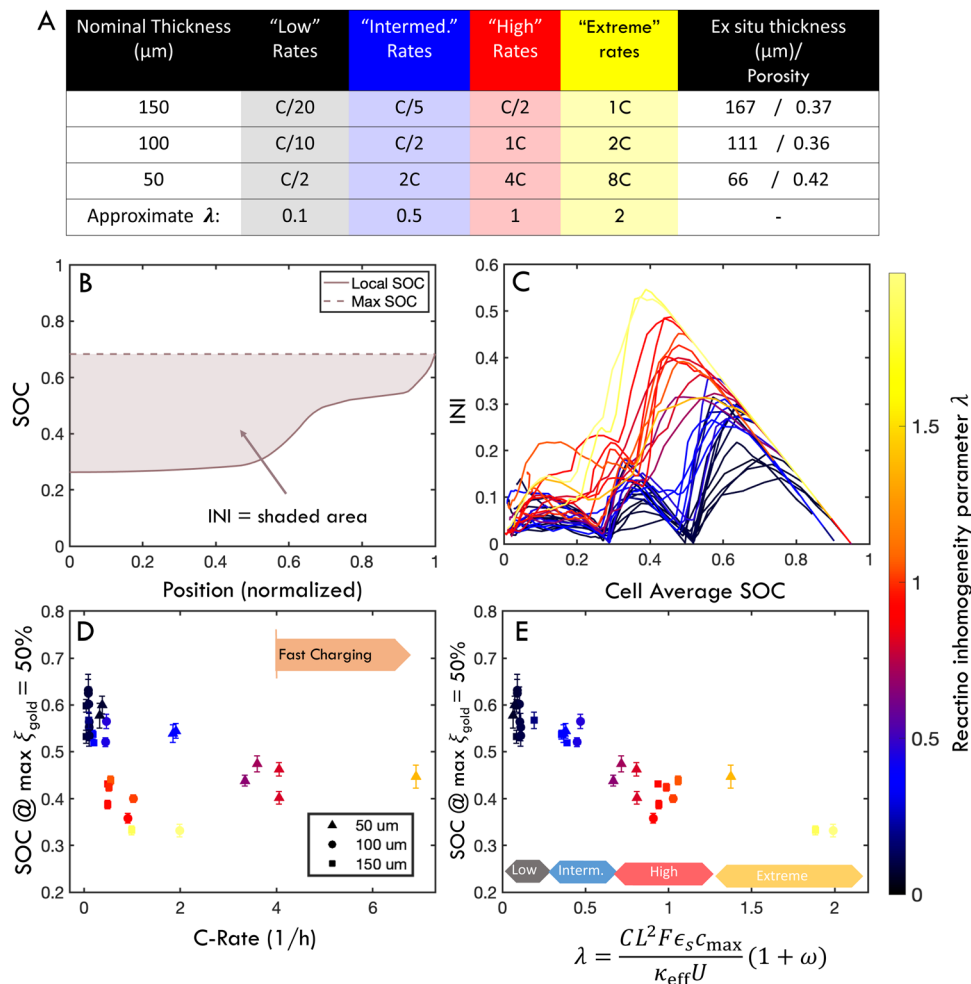 A
Nominal Thickness (μm) "Low" Rates "Intermed." Rates "High" Rates "Extreme" rates Ex situ thickness (μm)/ Porosity
150 C/20 C/5 C/2 1C 167 / 0.37
100 C/10 C/2 1C 2C 111 / 0.36
50 C/2 2C 4C 8C 66 / 0.42
Approximate λ: 0.1 0.5 1 2 -
B
Local SOC
Max SOC
INI = shaded area
SOC
1
0.8
0.6
0.4
0.2
0
0 0.2 0.4 0.6 0.8 1
Position (normalized)
C
INI
0.6
0.5
0.4
0.3
0.2
0.1
0
0 0.2 0.4 0.6 0.8 1
Cell Average SOC
D
Fast Charging
SOC @ max ξgold = 50%
0.8
0.7
0.6
0.5
0.4
0.3
0.2
50 um
100 um
150 um
0 2 4 6
C-Rate (1/h)
E
SOC @ max ξgold = 50%
0.8
0.7
0.6
0.5
0.4
0.3
0.2
Low Interm. High Extreme
0 0.5 1 1.5 2
λ = CL²Fϵₛcmax / κeffU (1 + ω)
1.5
1
0.5
0
Reactino inhomogeneity parameter λ